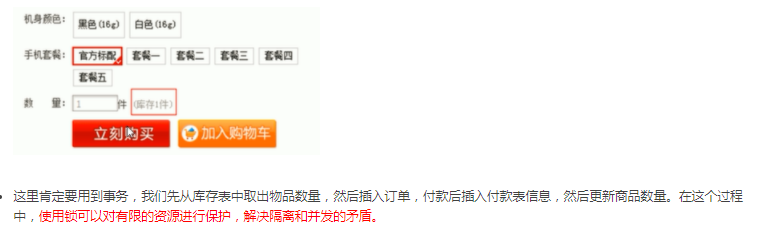 机身颜色: 黑色(16g) 白色(16g)
手机套餐: 官方标配 套餐一 套餐二 套餐三 套餐四
套餐五
数 量: 1 件 (库存1件)
立刻购买 加入购物车
这里肯定要用到事务，我们先从库存表中取出物品数量，然后插入订单，付款后插入付款表信息，然后更新商品数量。在这个过程
中，使用锁可以对有限的资源进行保护，解决隔离和并发的矛盾。